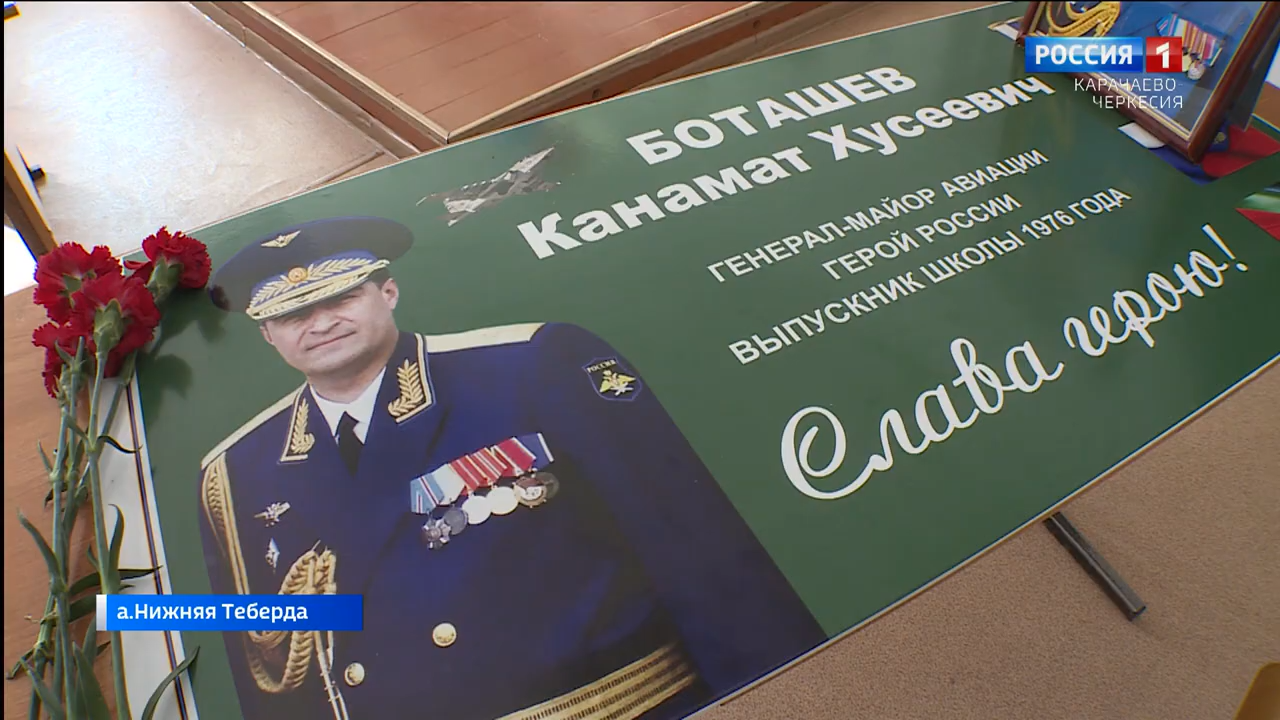 РОССИЯ 1
КАРАЧАЕВО-
ЧЕРКЕСИЯ
БОТАШЕВ
Канамат Хусеевич
ГЕНЕРАЛ-МАЙОР АВИАЦИИ
ГЕРОЙ РОССИИ
ВЫПУСКНИК ШКОЛЫ 1976 ГОДА
Слава герою!
РОССИЯ
а.Нижняя Теберда